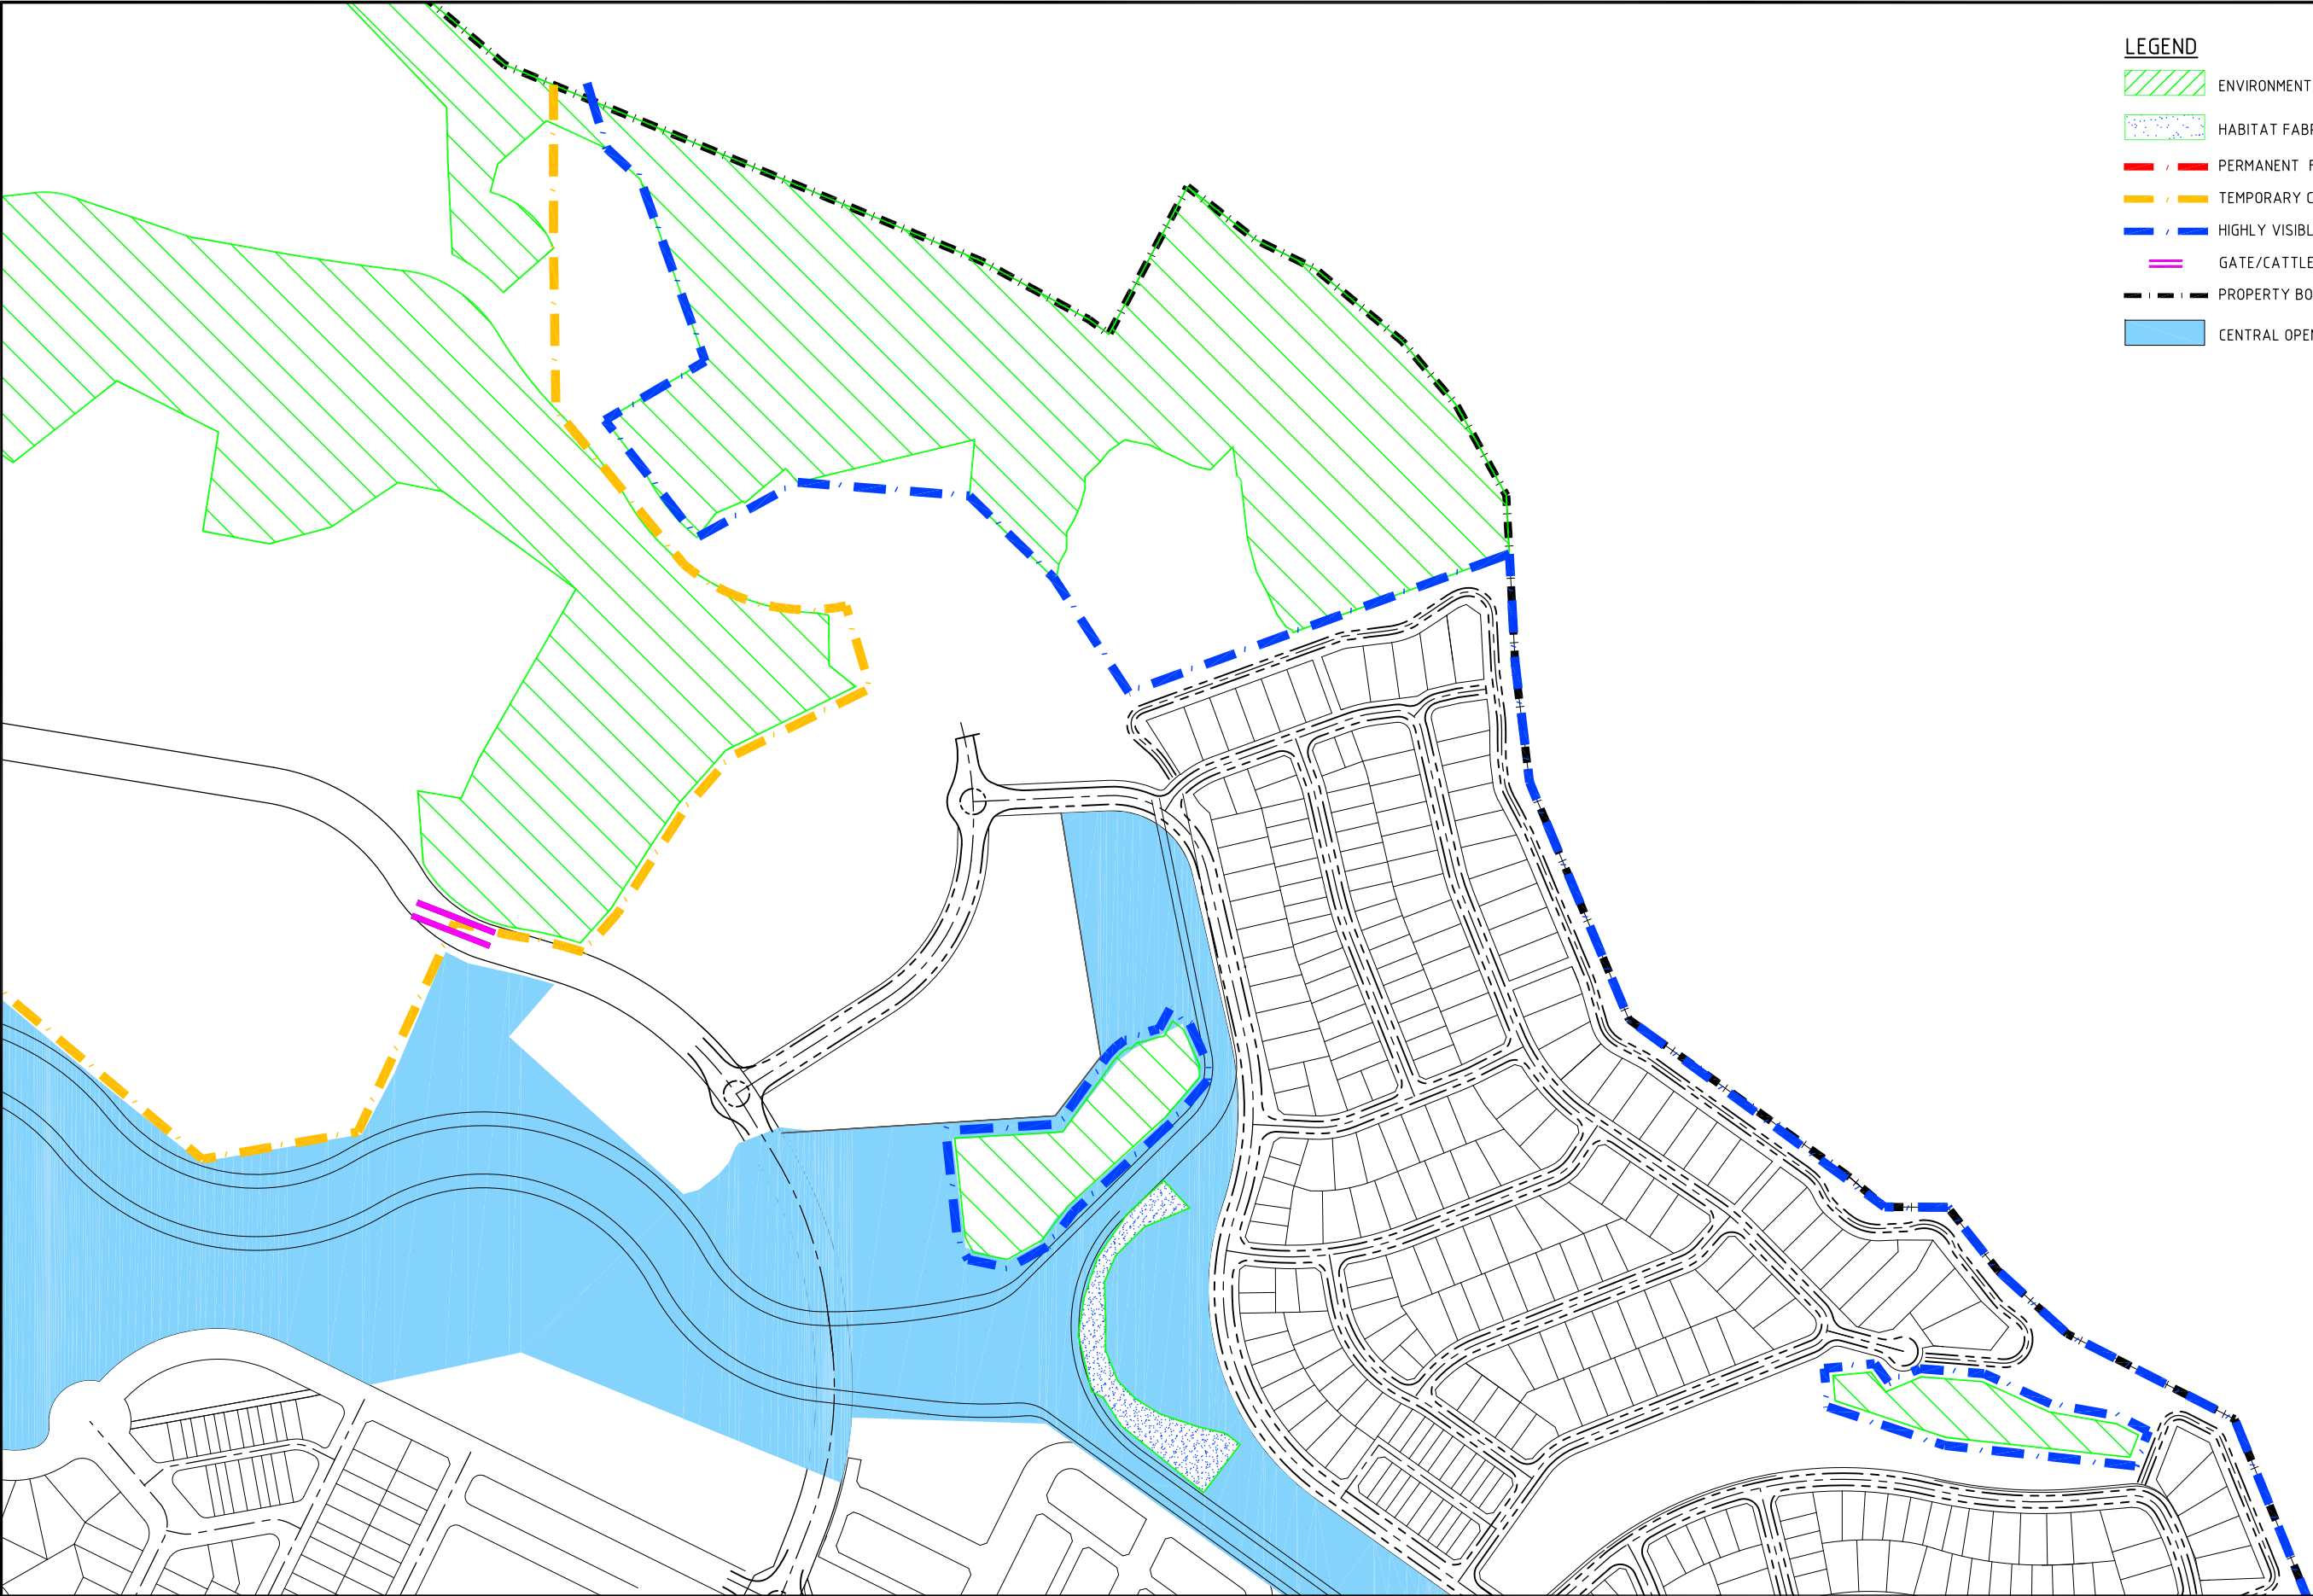 LEGEND
ENVIRONMENT
HABITAT FABR
PERMANENT F
TEMPORARY C
HIGHLY VISIBL
GATE/CATTLE
PROPERTY BO
CENTRAL OPEN